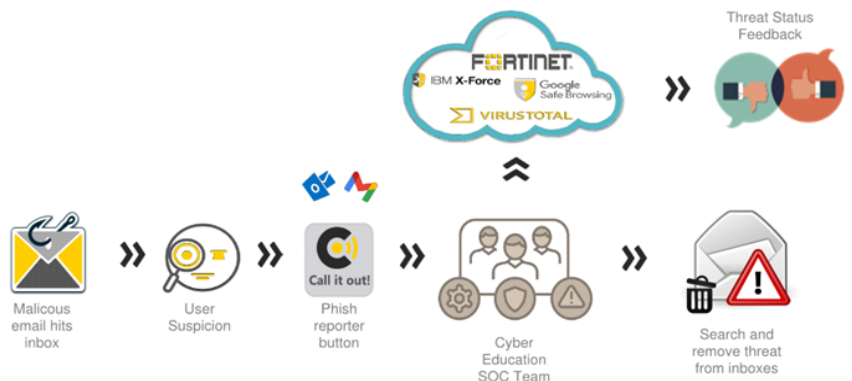 Threat Status
Feedback
FORTINET
IBM X-Force
Google
Safe Browsing
VIRUSTOTAL
Call it out!
Malicous
email hits
inbox
User
Suspicion
Phish
reporter
button
Cyber
Education
SOC Team
Search and
remove threat
from inboxes